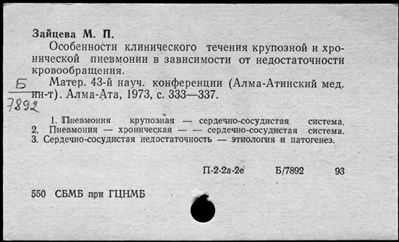 Зайцева М. П.
Особенности клинического течения крупозной и хро-
нической пневмонии в зависимости от недостаточности
кровообращения.
Матер. 43-й науч. конференции (Алма-Атинский мед.
ин-т). Алма-Ата, 1973, с. 333—337.
Б
7892
1. Пневмония крупозная — сердечно-сосудистая система.
2. Пневмония — хроническая — — сердечно-сосудистая система.
3. Сердечно-сосудистая недостаточность — этиология и патогенез.
П-2-2а-2е Б/7892 93
550 СБМБ при ГЦНМБ